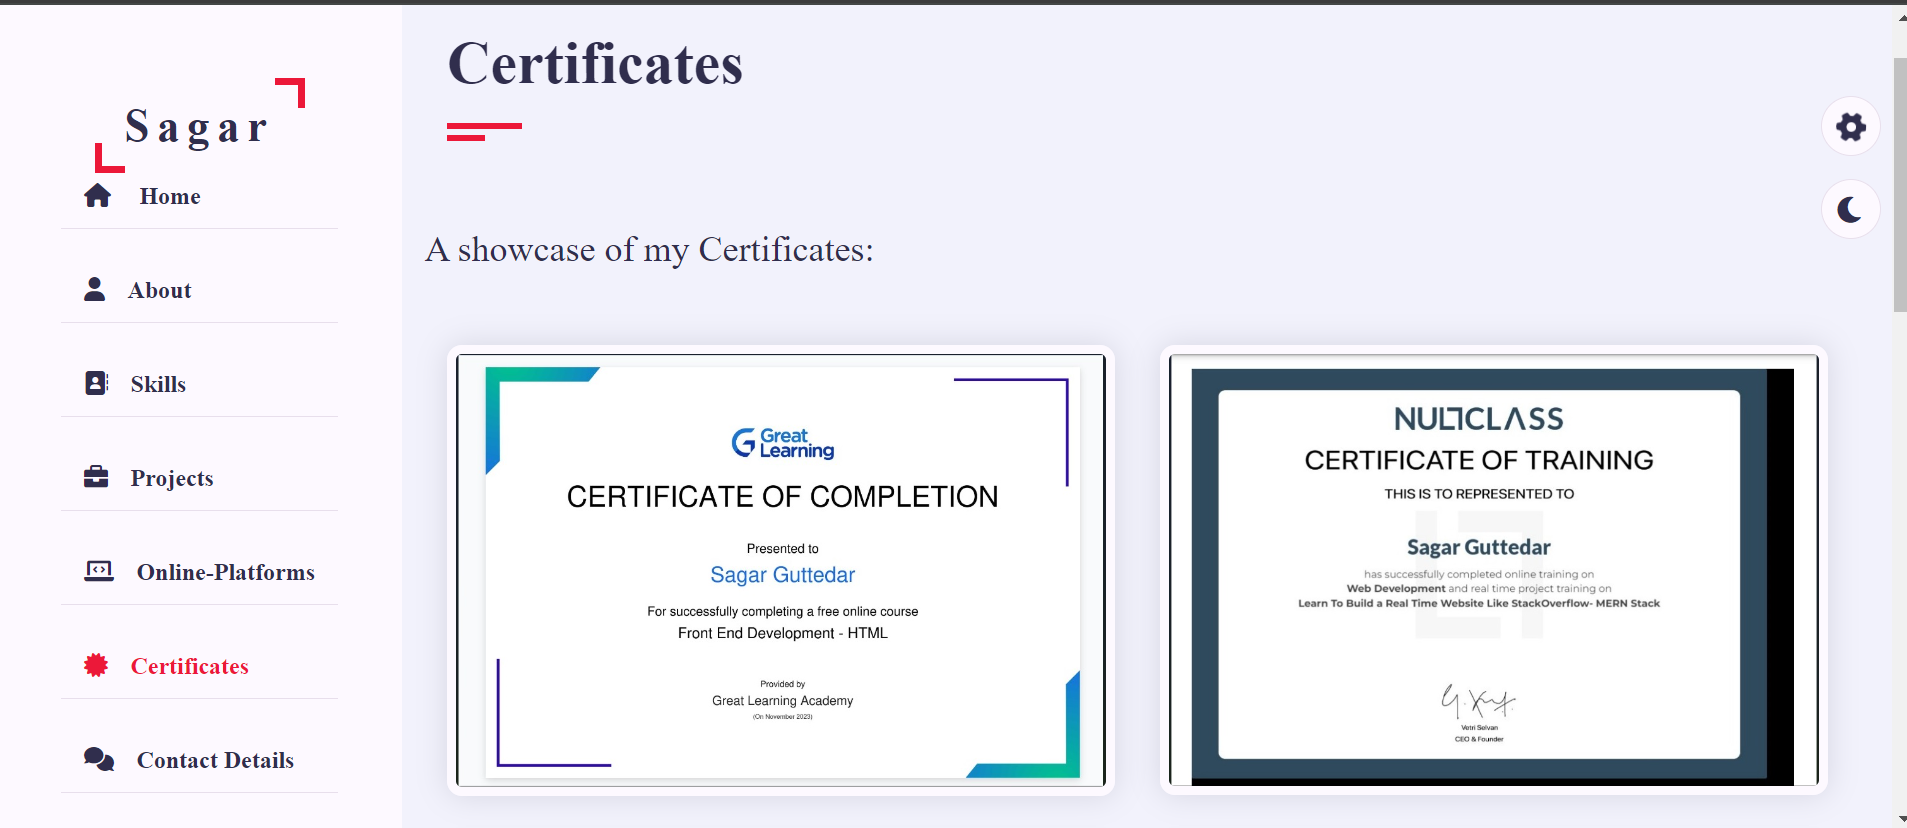 Sagar
Home
About
Skills
Projects
Online-Platforms
Certificates
Contact Details
Certificates
A showcase of my Certificates:
Great
Learning
CERTIFICATE OF COMPLETION
Presented to
Sagar Guttedar
For successfully completing a free online course
Front End Development - HTML
Provided by
Great Learning Academy
(On November 2023)
NULLCLASS
CERTIFICATE OF TRAINING
THIS IS TO REPRESENTED TO
Sagar Guttedar
has successfully completed online training on
Web Development and real time project training on
Learn To Build a Real Time Website Like StackOverflow- MERN Stack
Vetri Selvan
CEO & Founder